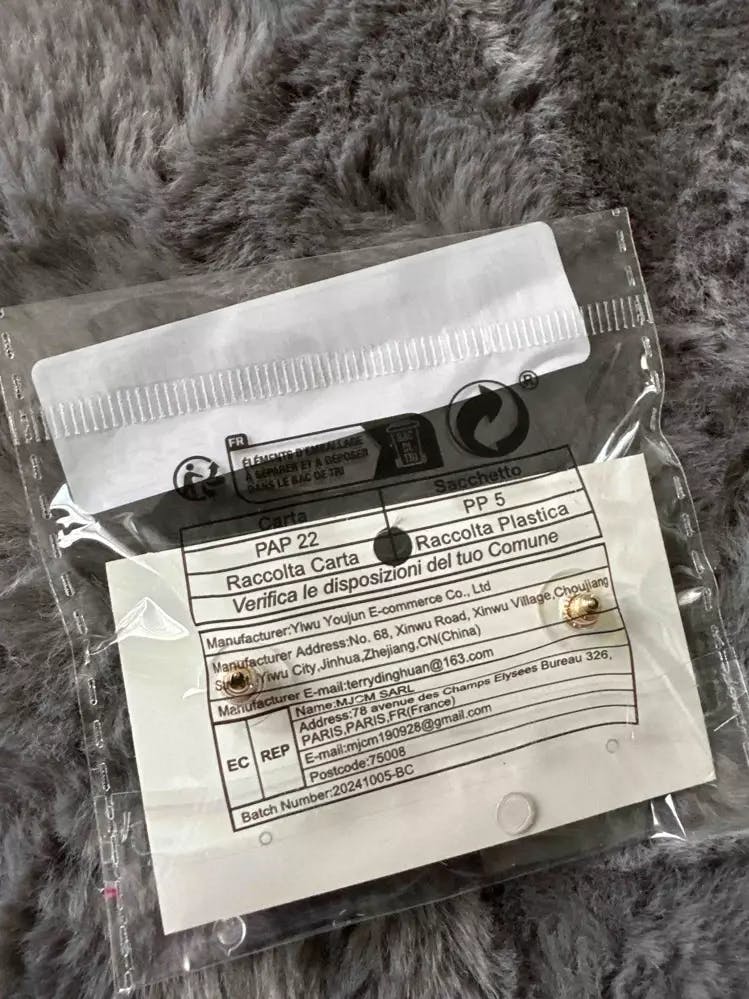 FR
ÉLÉMENTS D'EMBALLAGE
À SÉPARER ET À DÉPOSER
DANS LE BAC DE TRI
BAC DE TRI
®
Carta
Sacchetto
PAP 22
PP 5
Raccolta Carta
Raccolta Plastica
Verifica le disposizioni del tuo Comune
Manufacturer:Yiwu Youjun E-commerce Co., Ltd
Manufacturer Address:No. 68, Xinwu Road, Xinwu Village,Choujiang
Yiwu City,Jinhua,Zhejiang,CN(China)
Manufacturer E-mail:terrydinghuan@163.com
EC REP
Name:MJCM SARL
Address:78 avenue des Champs Elysees Bureau 326,
PARIS,PARIS,FR(France)
E-mail:mjcm190928@gmail.com
Postcode:75008
Batch Number:20241005-BC